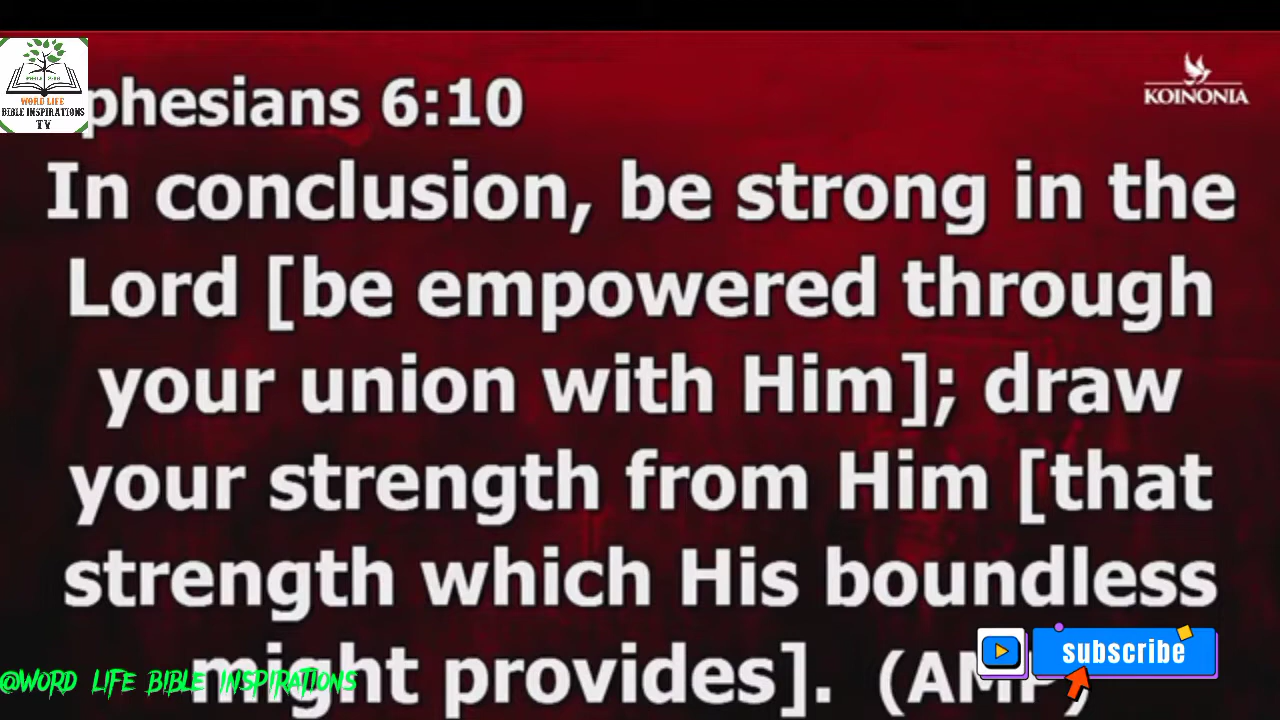 WORD LIFE
BIBLE INSPIRATIONS
TV
phesians 6:10
KOINONIA
In conclusion, be strong in the
Lord [be empowered through
your union with Him]; draw
your strength from Him [that
strength which His boundless
might provides]. (AMP)
@WORD LIFE BIBLE INSPIRATIONS
subscribe